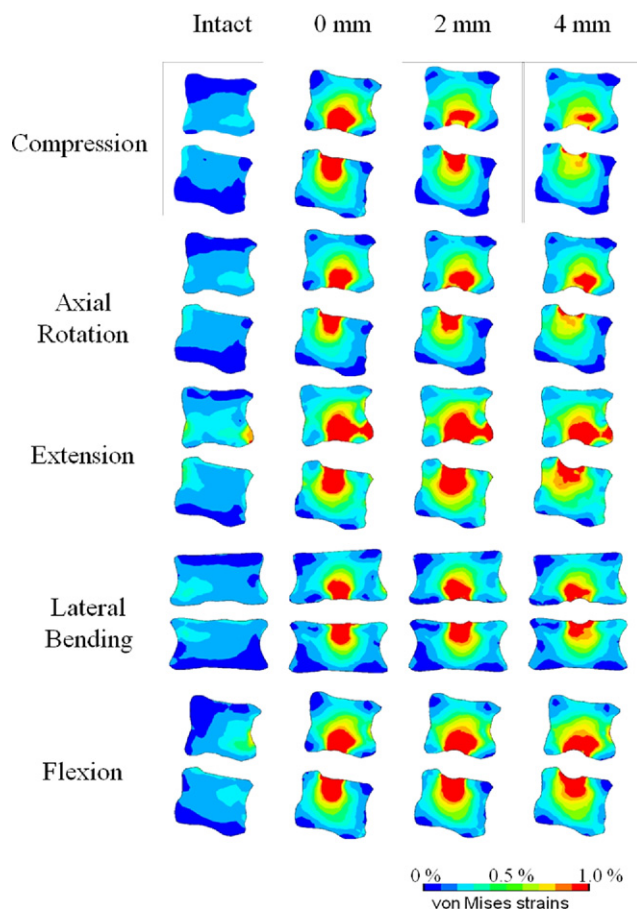 Intact 0 mm 2 mm 4 mm
Compression
Axial
Rotation
Extension
Lateral
Bending
Flexion
0 % 0.5 % 1.0 %
von Mises strains